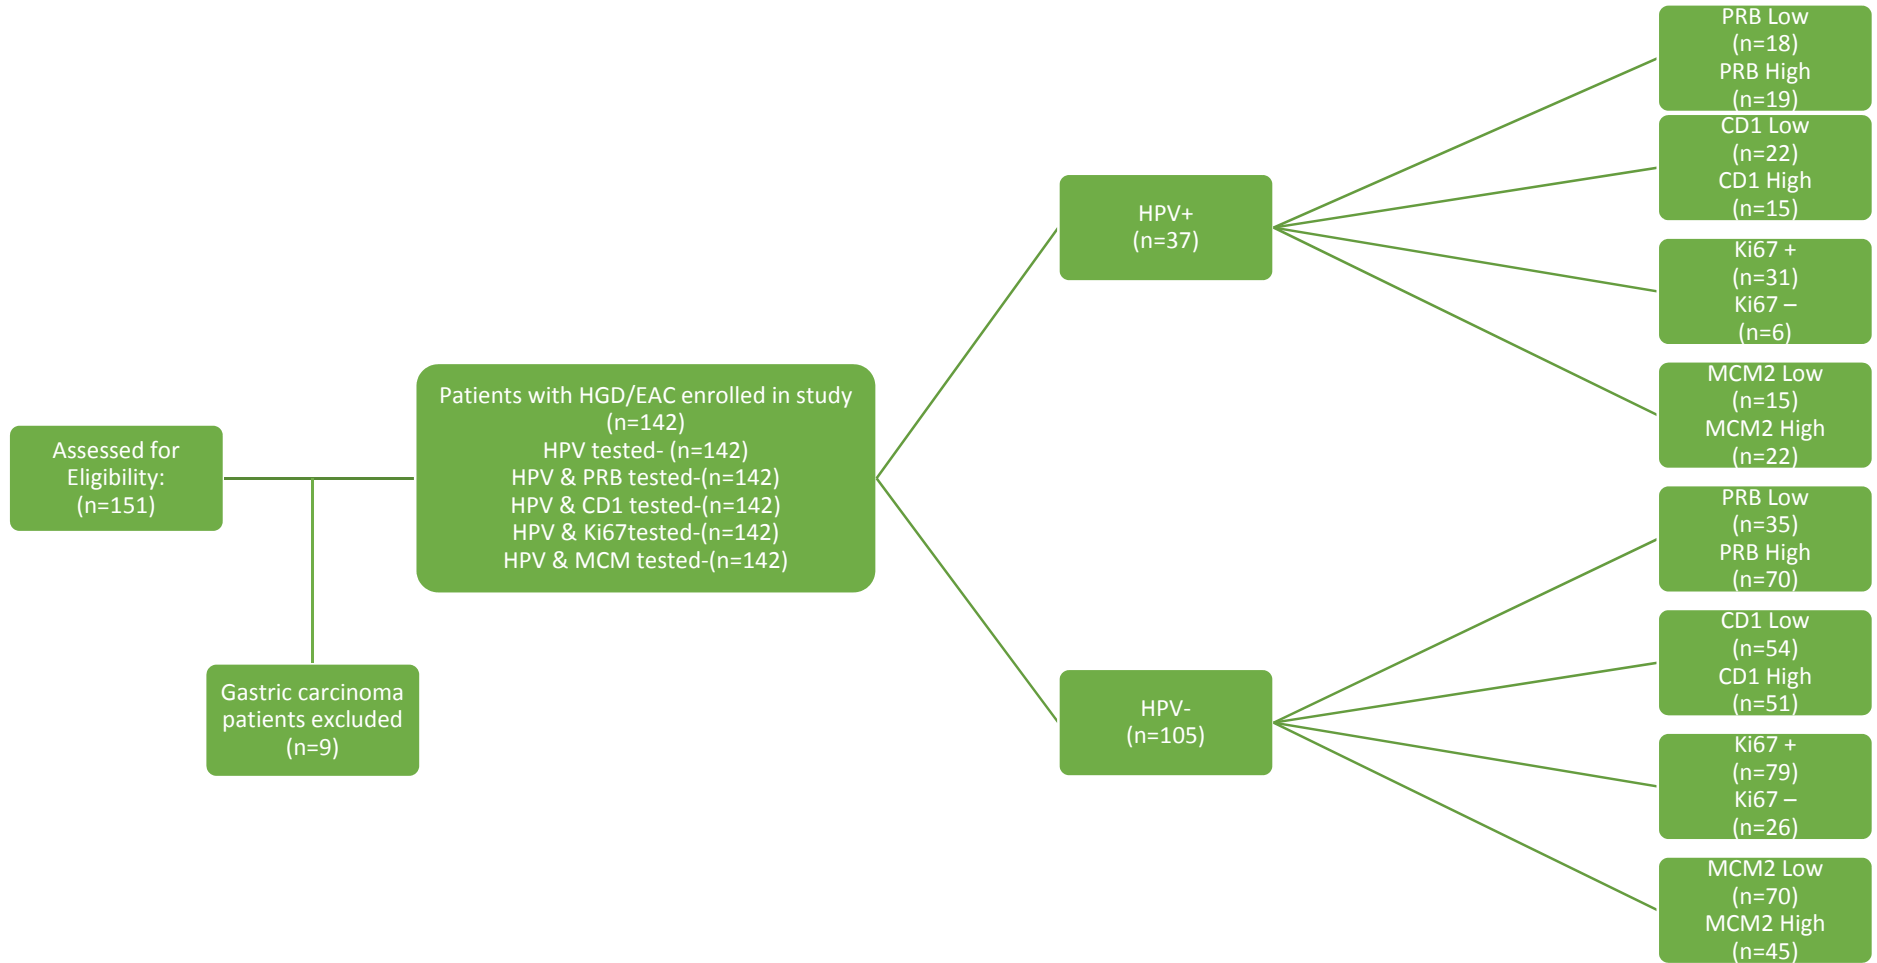 Assessed for
Eligibility:
(n=151)
Gastric carcinoma
patients excluded
(n=9)
Patients with HGD/EAC enrolled in study
(n=142)
HPV tested- (n=142)
HPV & PRB tested-(n=142)
HPV & CD1 tested-(n=142)
HPV & Ki67tested-(n=142)
HPV & MCM tested-(n=142)
HPV+
(n=37)
HPV-
(n=105)
PRB Low
(n=18)
PRB High
(n=19)
CD1 Low
(n=22)
CD1 High
(n=15)
Ki67 +
(n=31)
Ki67 –
(n=6)
MCM2 Low
(n=15)
MCM2 High
(n=22)
PRB Low
(n=35)
PRB High
(n=70)
CD1 Low
(n=54)
CD1 High
(n=51)
Ki67 +
(n=79)
Ki67 –
(n=26)
MCM2 Low
(n=70)
MCM2 High
(n=45)